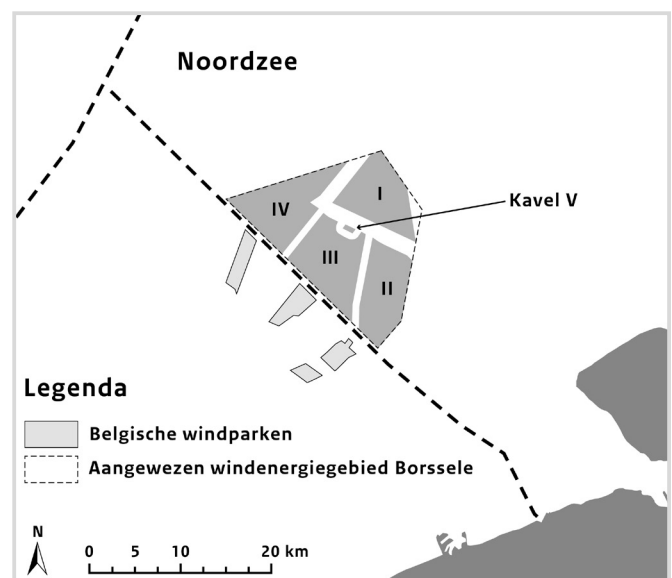 Noordzee
I
Kavel V
IV
III
II
Legenda
Belgische windparken
Aangewezen windenergiegebied Borssele
N
0 5 10 20 km